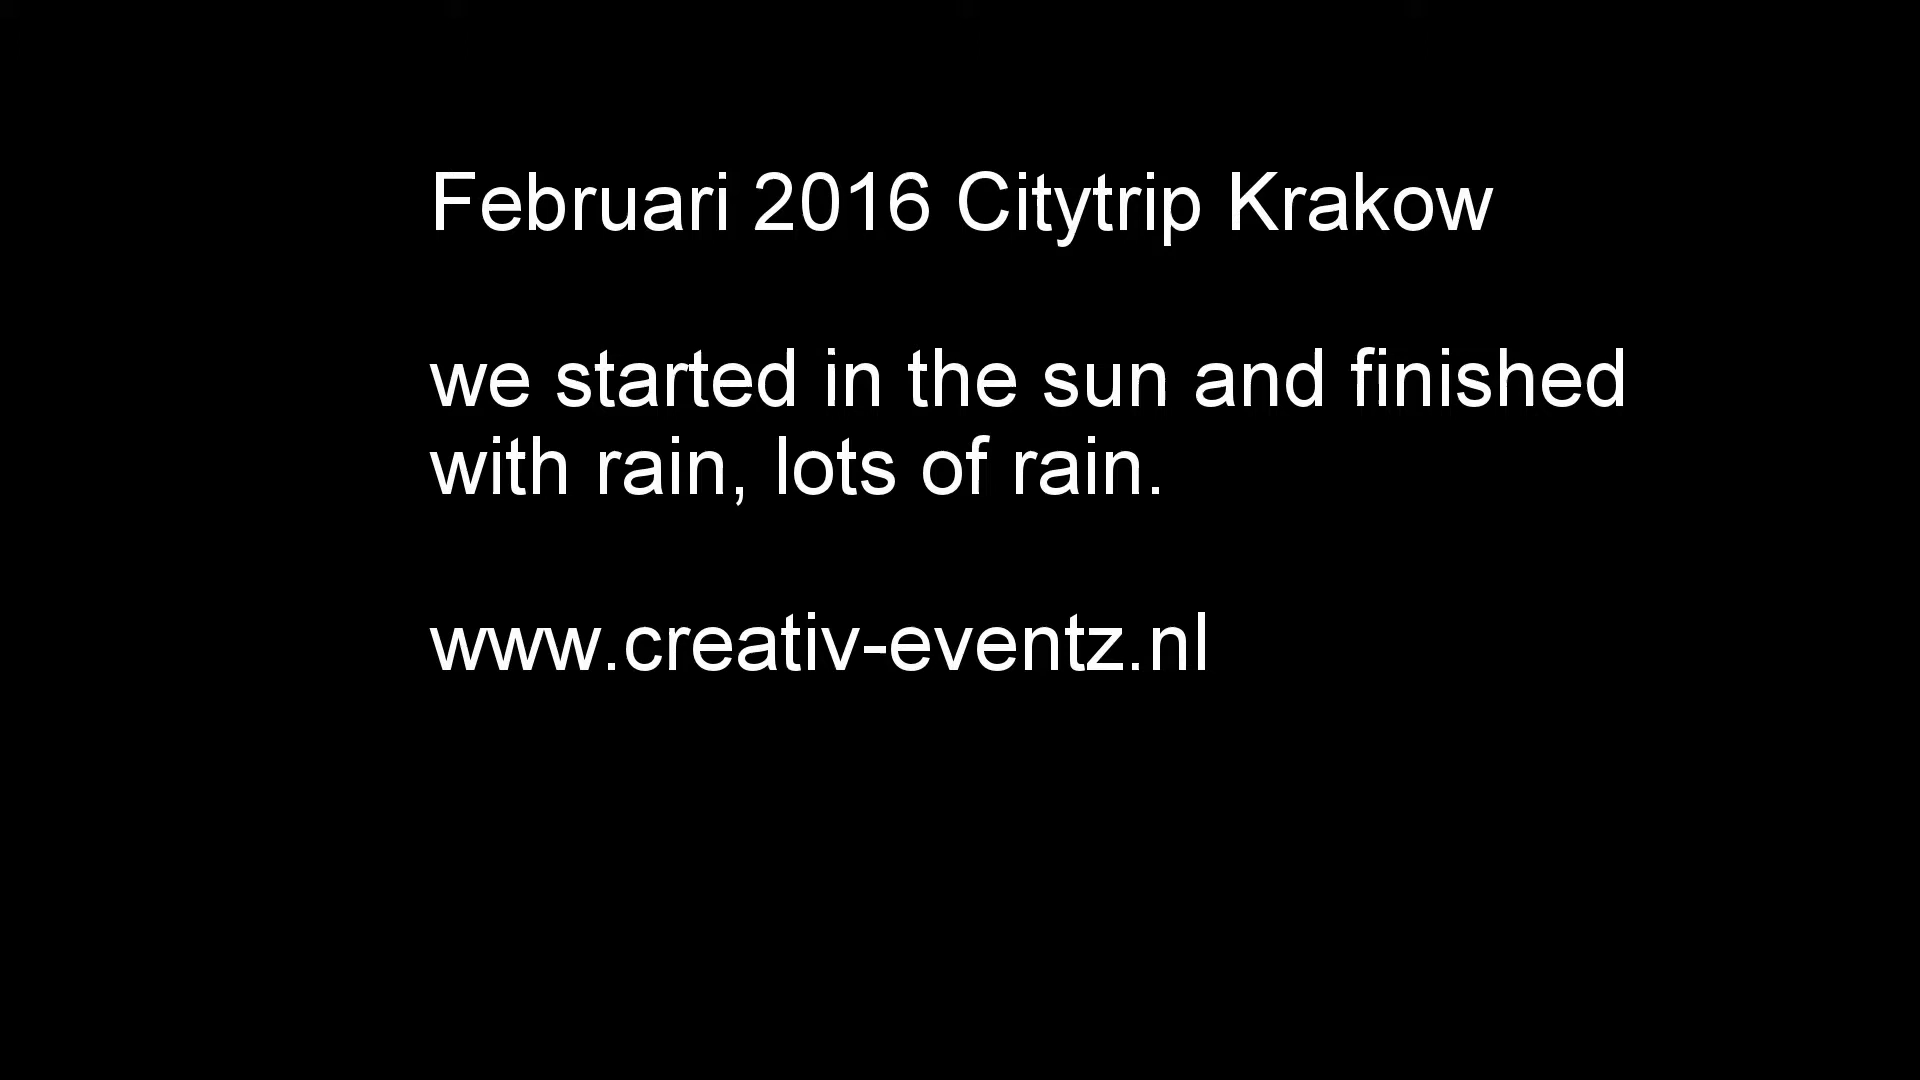 Februari 2016 Citytrip Krakow
we started in the sun and finished
with rain, lots of rain.
www.creativ-eventz.nl